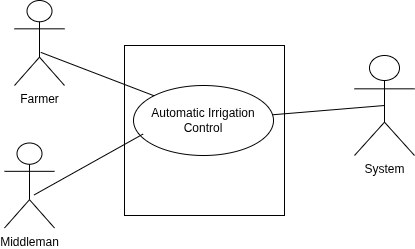 Farmer
Automatic Irrigation
Control
System
Middleman